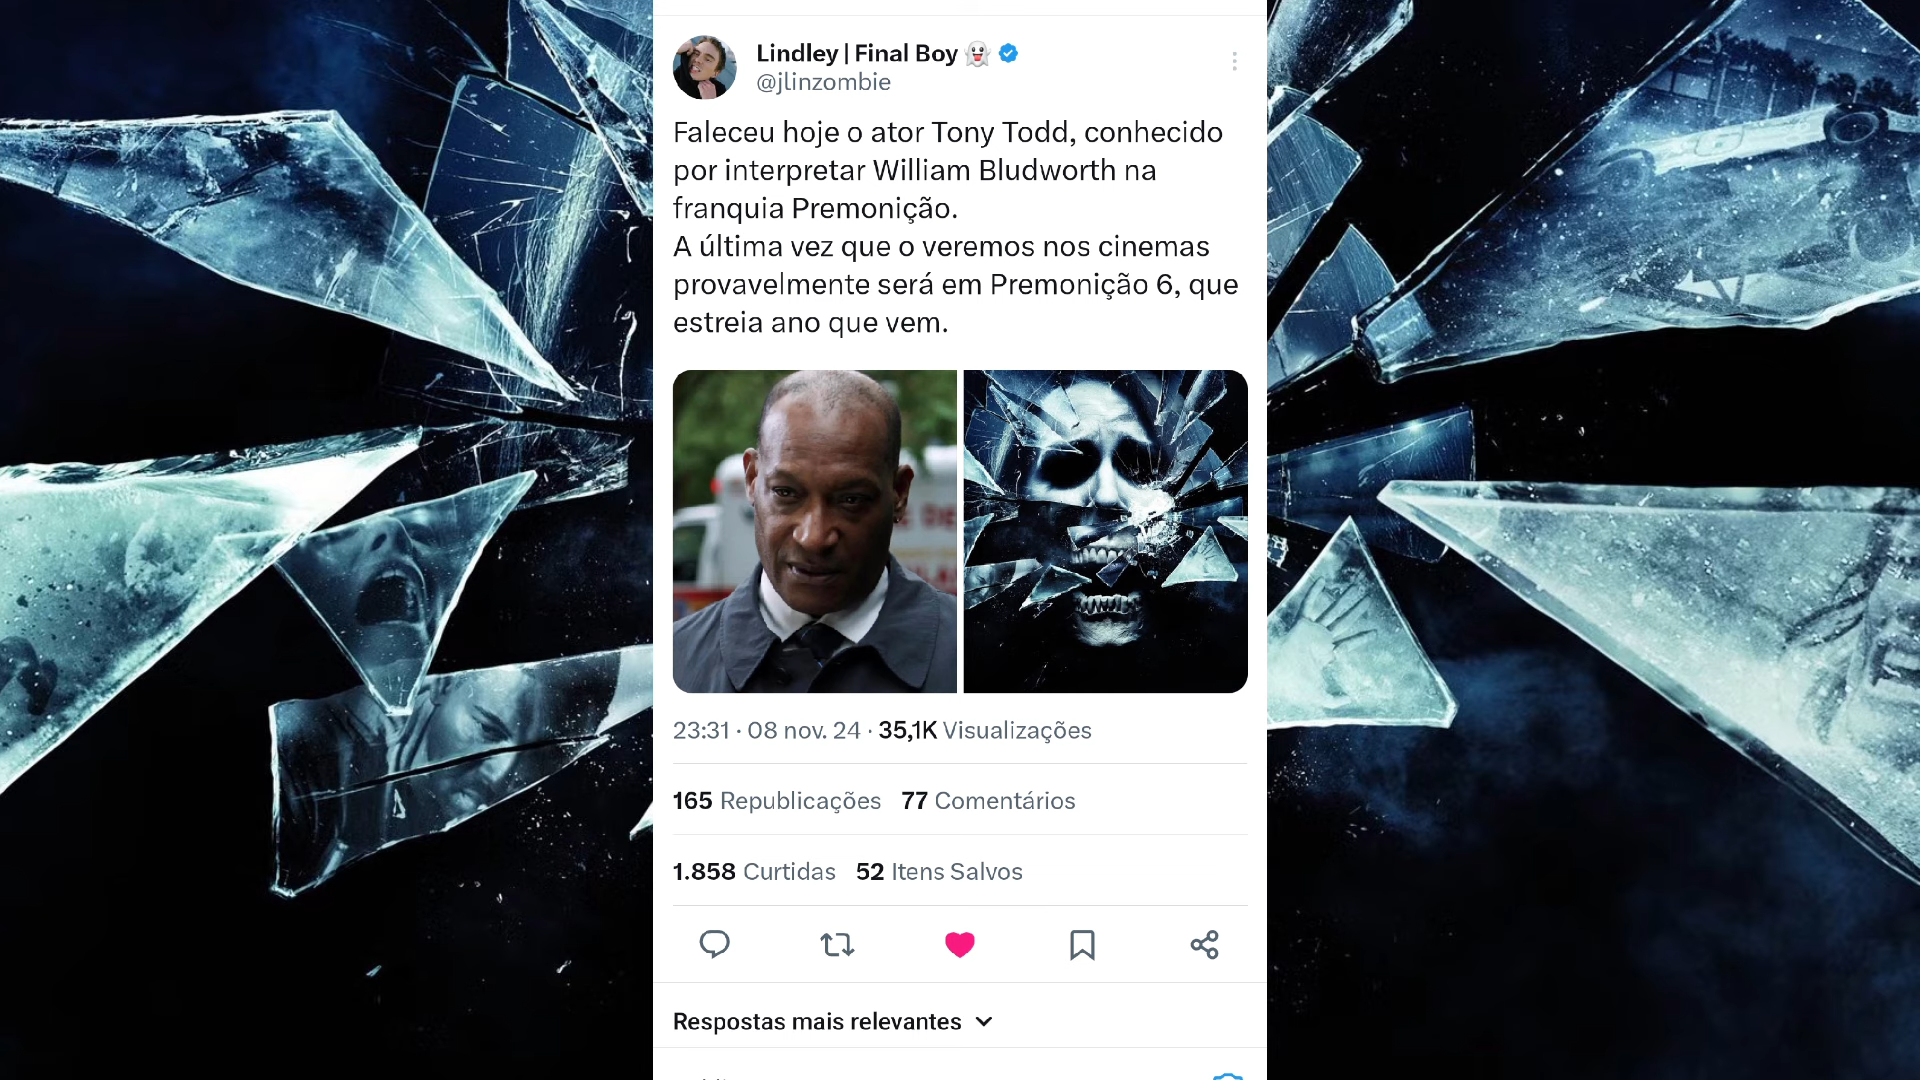 Lindley | Final Boy 👻
@jlinzombie
Faleceu hoje o ator Tony Todd, conhecido
por interpretar William Bludworth na
franquia Premonição.
A última vez que o veremos nos cinemas
provavelmente será em Premonição 6, que
estreia ano que vem.
23:31 · 08 nov. 24 · 35,1K Visualizações
165 Republicações 77 Comentários
1.858 Curtidas 52 Itens Salvos
Respostas mais relevantes